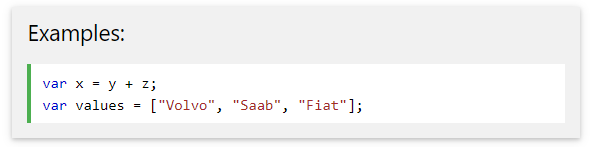 Examples:
var x = y + z;
var values = ["Volvo", "Saab", "Fiat"];